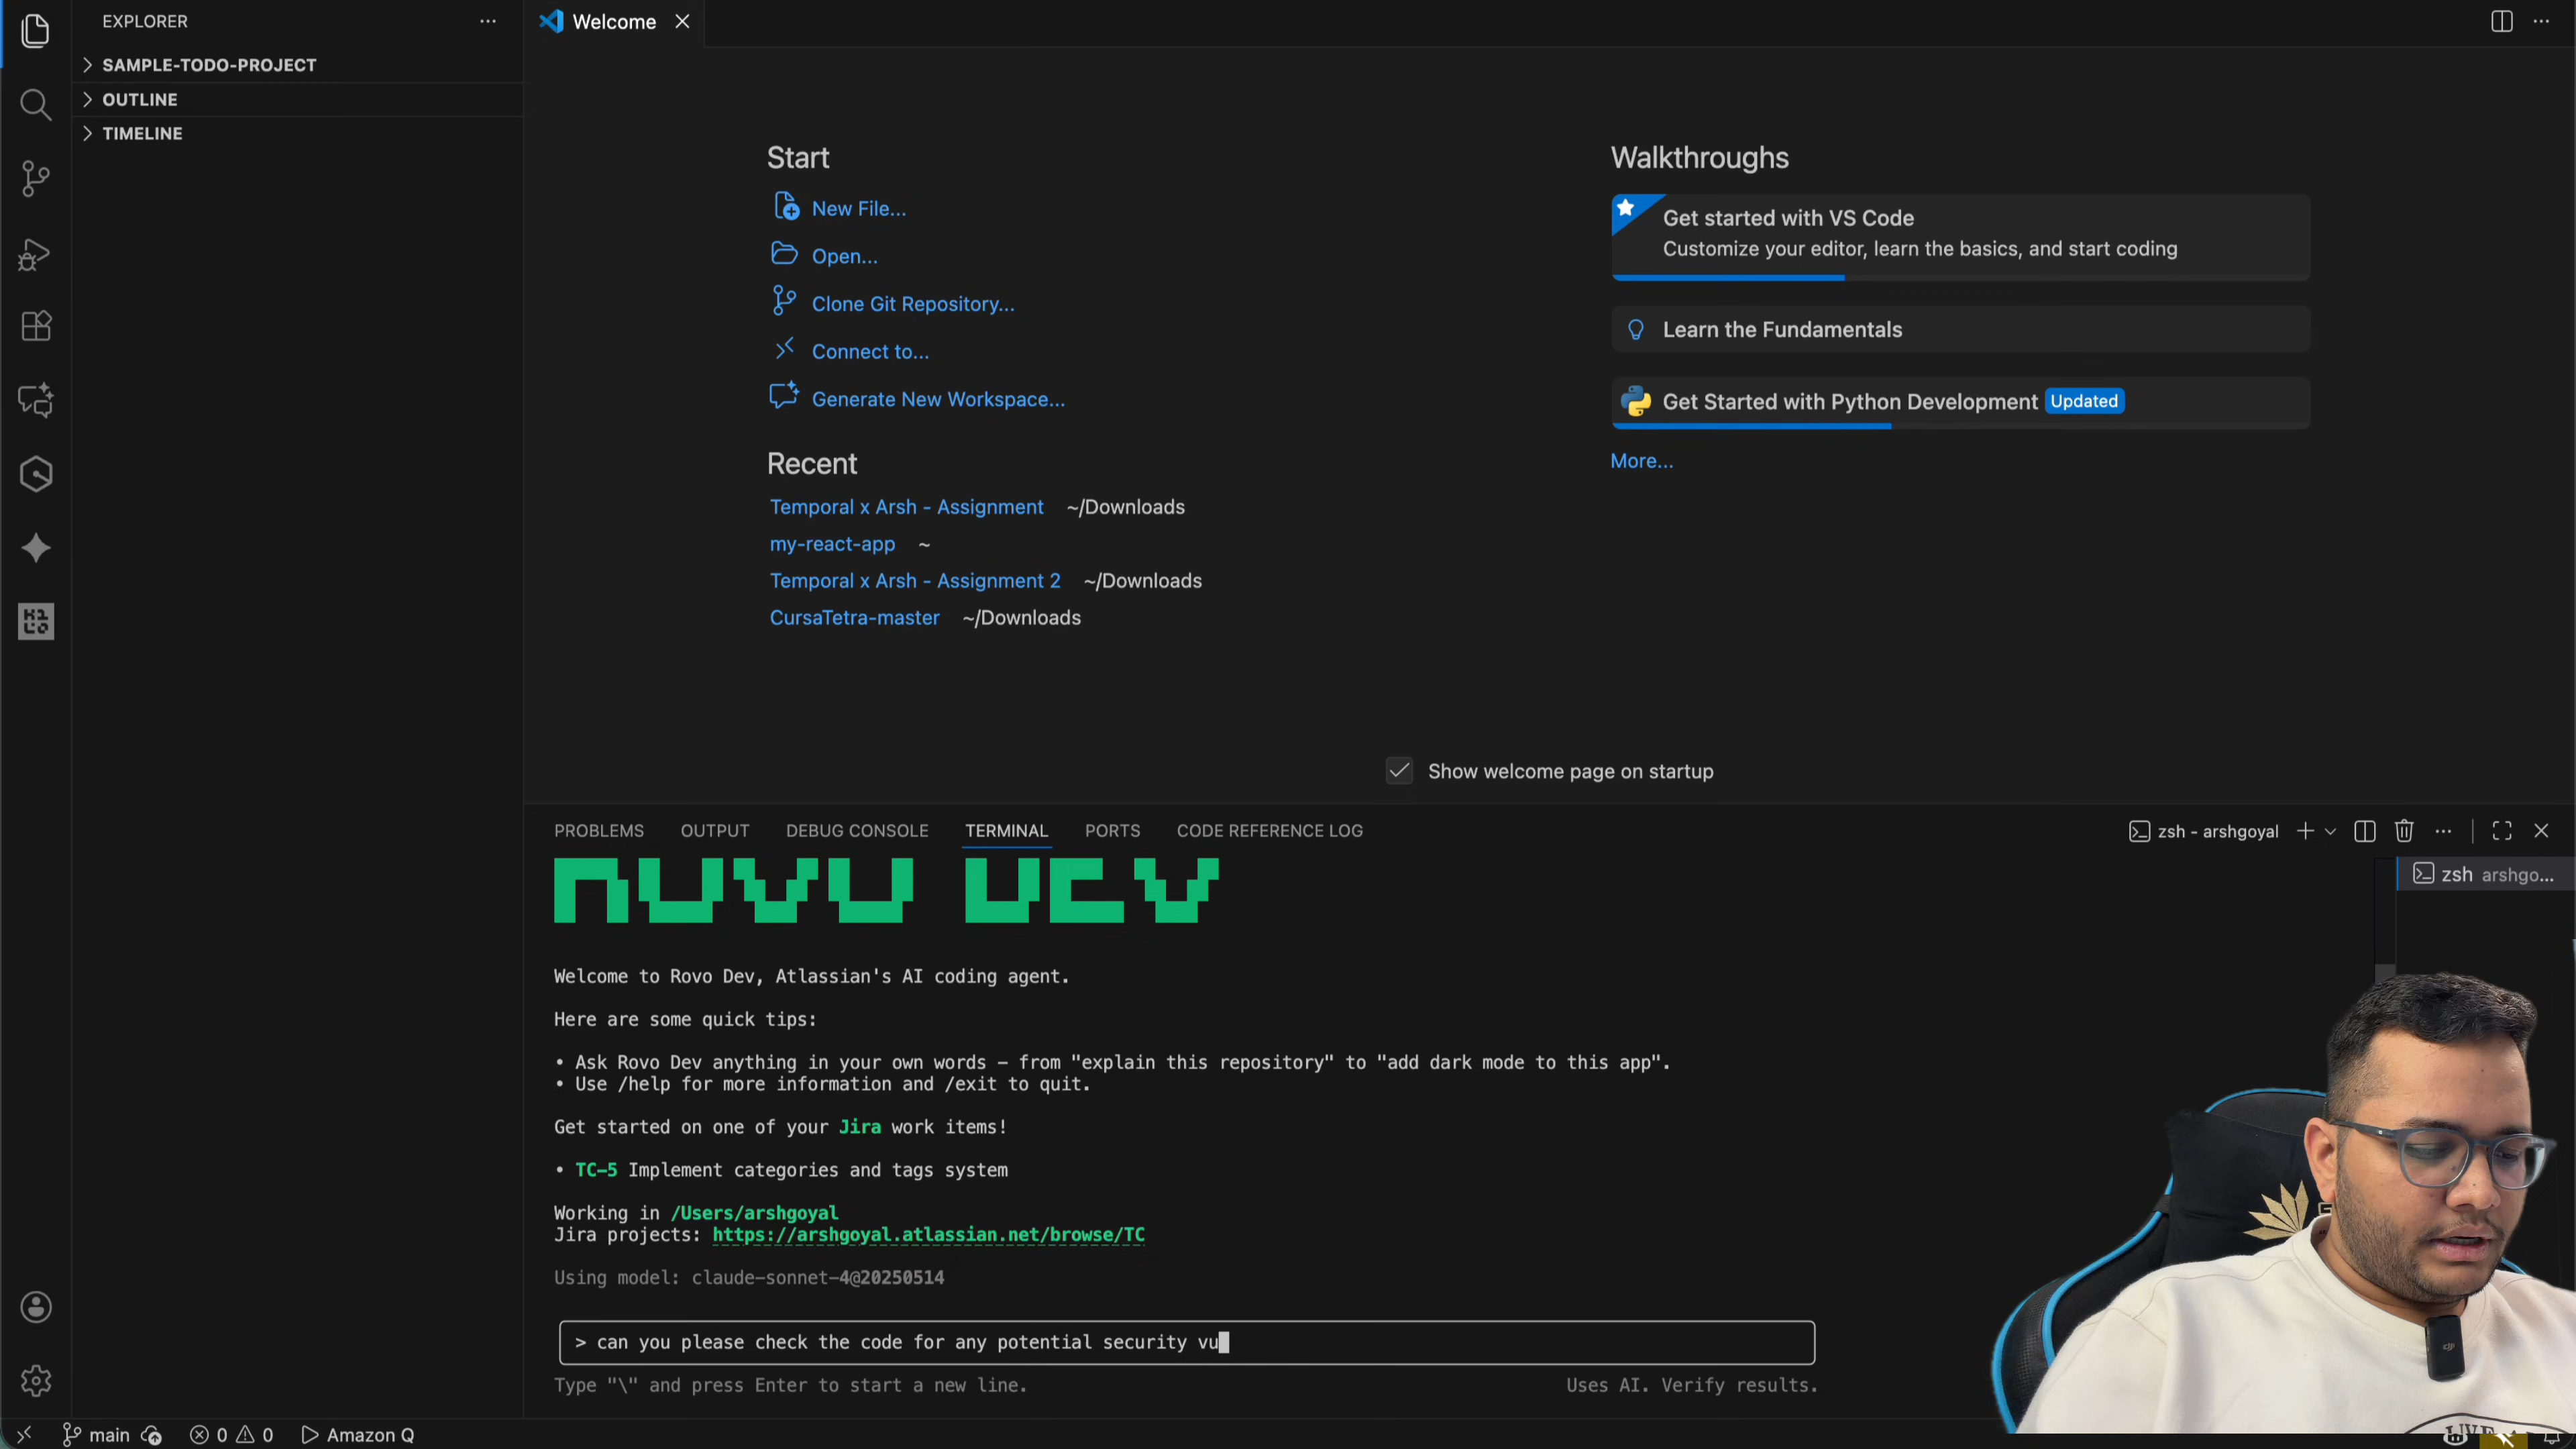 EXPLORER
SAMPLE-TODO-PROJECT
OUTLINE
TIMELINE
Welcome
Start
New File...
Open...
Clone Git Repository...
Connect to...
Generate New Workspace...
Recent
Temporal x Arsh - Assignment ~/Downloads
my-react-app ~
Temporal x Arsh - Assignment 2 ~/Downloads
CursaTetra-master ~/Downloads
Walkthroughs
Get started with VS Code
Customize your editor, learn the basics, and start coding
Learn the Fundamentals
Get Started with Python Development Updated
More...
Show welcome page on startup
PROBLEMS OUTPUT DEBUG CONSOLE TERMINAL PORTS CODE REFERENCE LOG
zsh - arshgoyal
zsh arshgo...
ROVO DEV
Welcome to Rovo Dev, Atlassian's AI coding agent.
Here are some quick tips:
• Ask Rovo Dev anything in your own words – from "explain this repository" to "add dark mode to this app".
• Use /help for more information and /exit to quit.
Get started on one of your Jira work items!
• TC-5 Implement categories and tags system
Working in /Users/arshgoyal
Jira projects: https://arshgoyal.atlassian.net/browse/TC
Using model: claude-sonnet-4@20250514
> can you please check the code for any potential security vu
Type "\" and press Enter to start a new line.
Uses AI. Verify results.
main 0 0 Amazon Q